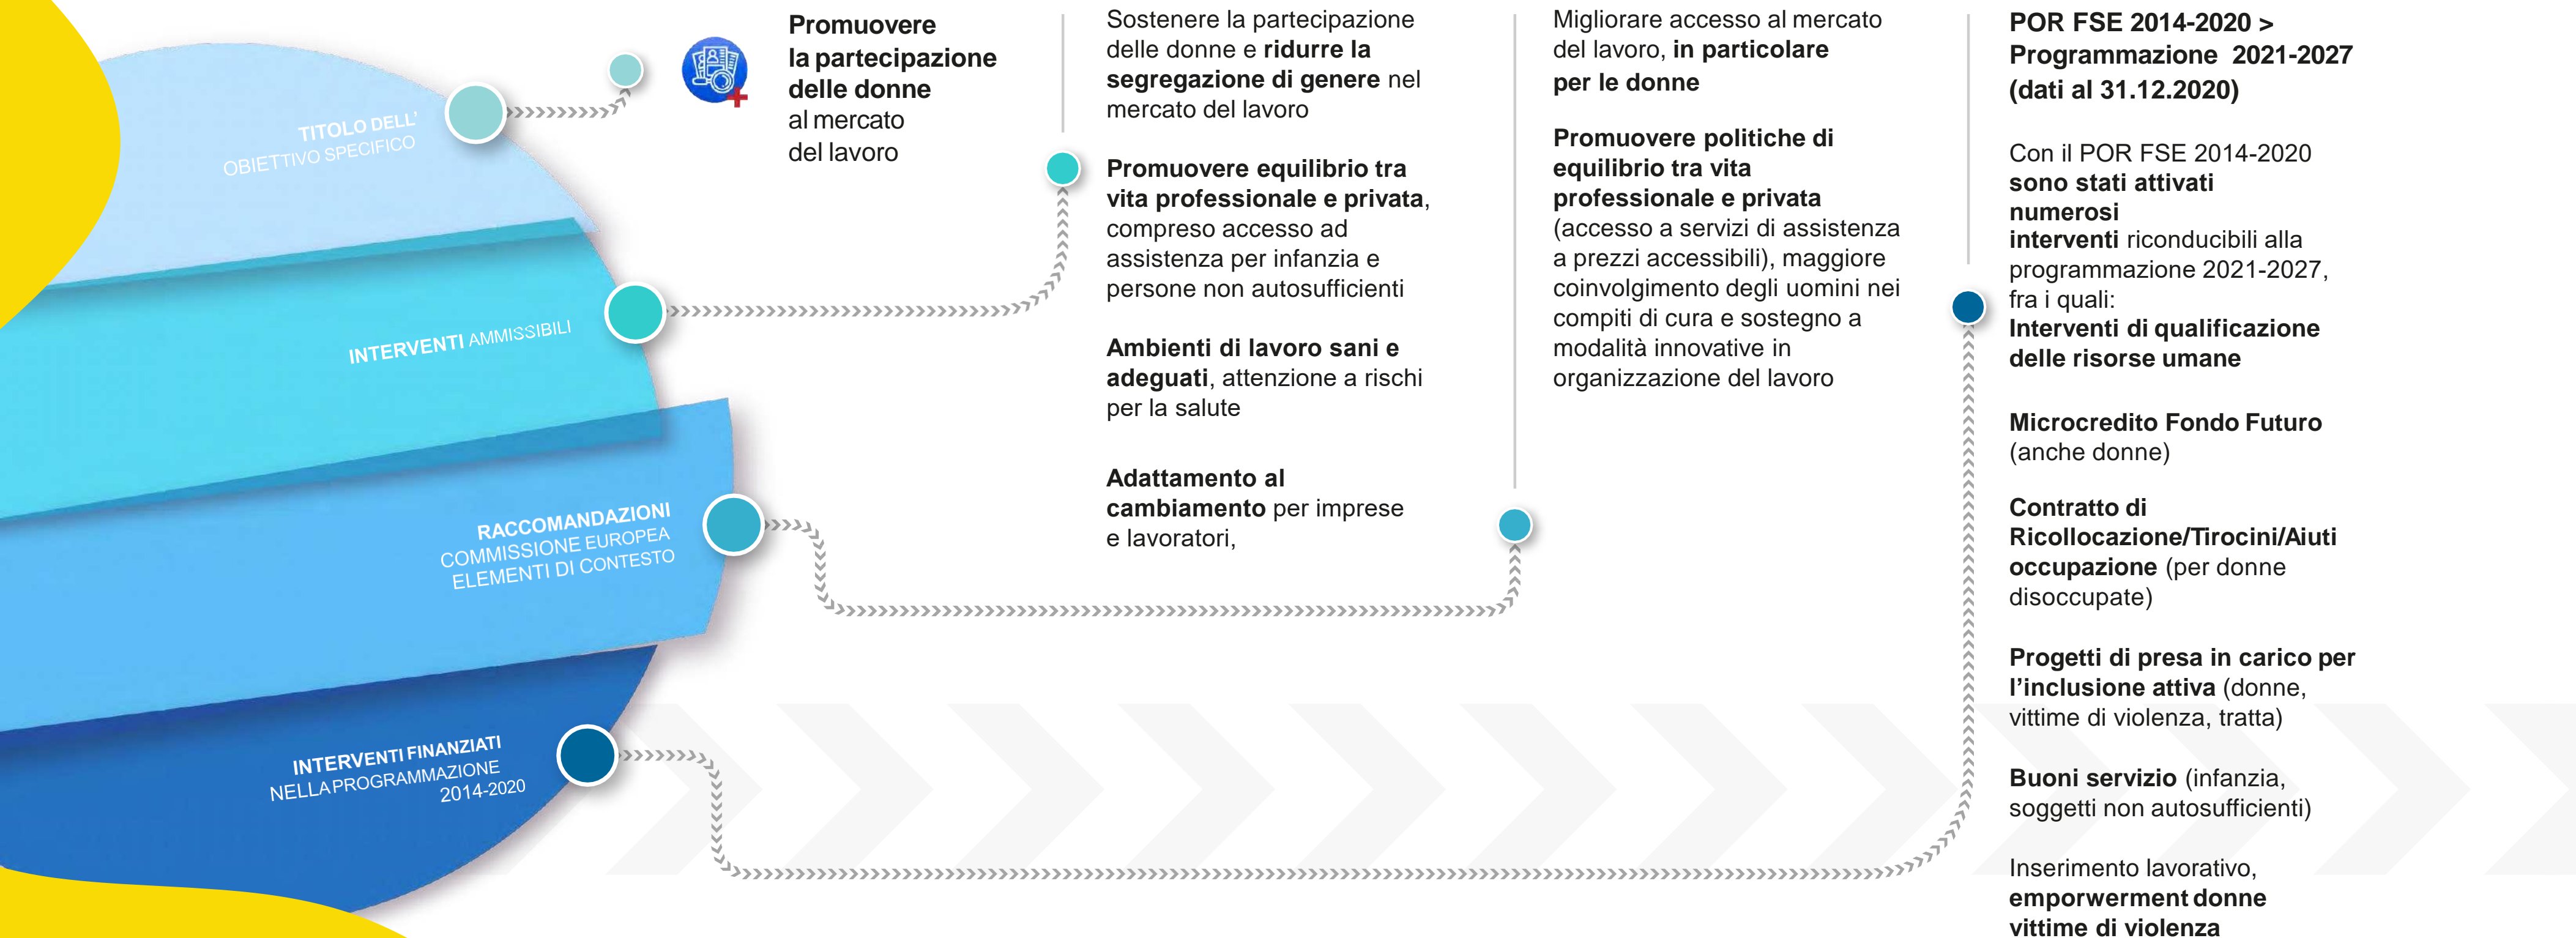 TITOLO DELL'
OBIETTIVO SPECIFICO
INTERVENTI AMMISSIBILI
RACCOMANDAZIONI
COMMISSIONE EUROPEA
ELEMENTI DI CONTESTO
INTERVENTI FINANZIATI
NELLA PROGRAMMAZIONE
2014-2020
Promuovere
la partecipazione
delle donne
al mercato
del lavoro
Sostenere la partecipazione
delle donne e ridurre la
segregazione di genere nel
mercato del lavoro
Promuovere equilibrio tra
vita professionale e privata,
compreso accesso ad
assistenza per infanzia e
persone non autosufficienti
Ambienti di lavoro sani e
adeguati, attenzione a rischi
per la salute
Adattamento al
cambiamento per imprese
e lavoratori,
Migliorare accesso al mercato
del lavoro, in particolare
per le donne
Promuovere politiche di
equilibrio tra vita
professionale e privata
(accesso a servizi di assistenza
a prezzi accessibili), maggiore
coinvolgimento degli uomini nei
compiti di cura e sostegno a
modalità innovative in
organizzazione del lavoro
POR FSE 2014-2020 >
Programmazione 2021-2027
(dati al 31.12.2020)
Con il POR FSE 2014-2020
sono stati attivati
numerosi
interventi riconducibili alla
programmazione 2021-2027,
fra i quali:
Interventi di qualificazione
delle risorse umane
Microcredito Fondo Futuro
(anche donne)
Contratto di
Ricollocazione/Tirocini/Aiuti
occupazione (per donne
disoccupate)
Progetti di presa in carico per
l’inclusione attiva (donne,
vittime di violenza, tratta)
Buoni servizio (infanzia,
soggetti non autosufficienti)
Inserimento lavorativo,
emporwerment donne
vittime di violenza